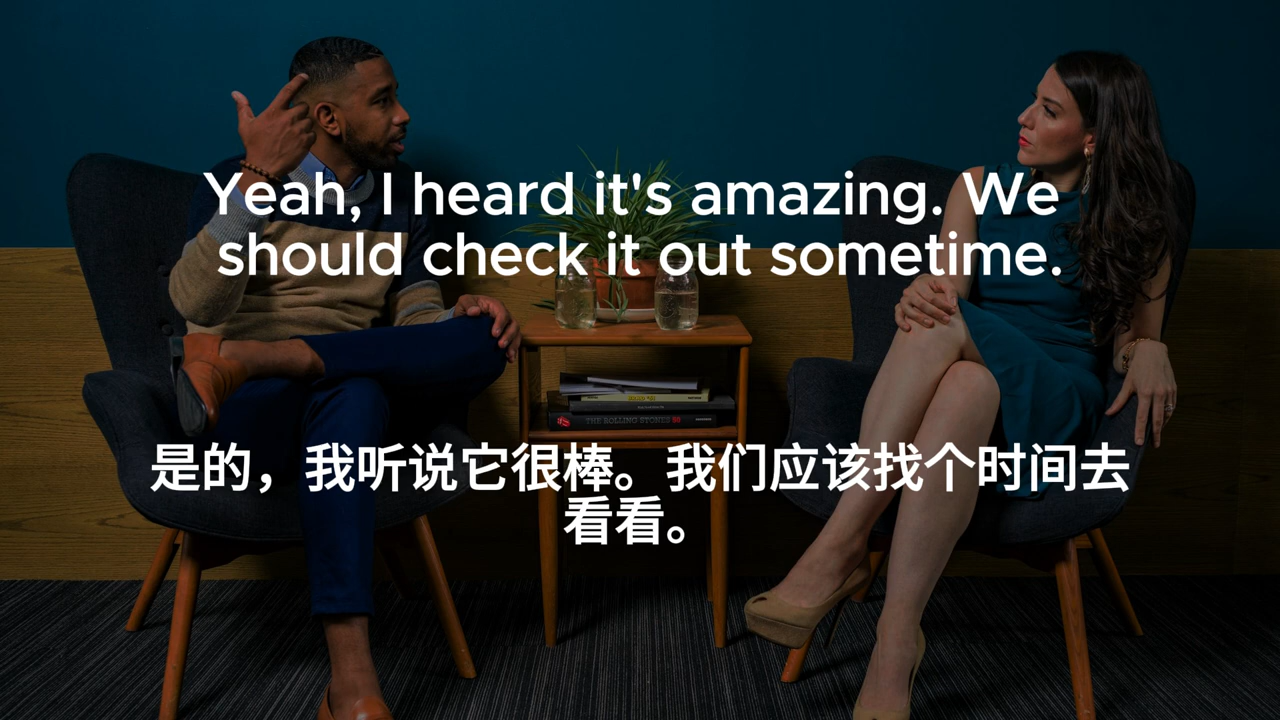 Yeah, I heard it's amazing. We
should check it out sometime.
THE ROLLING STONES
是的，我听说它很棒。我们应该找个时间去
看看。